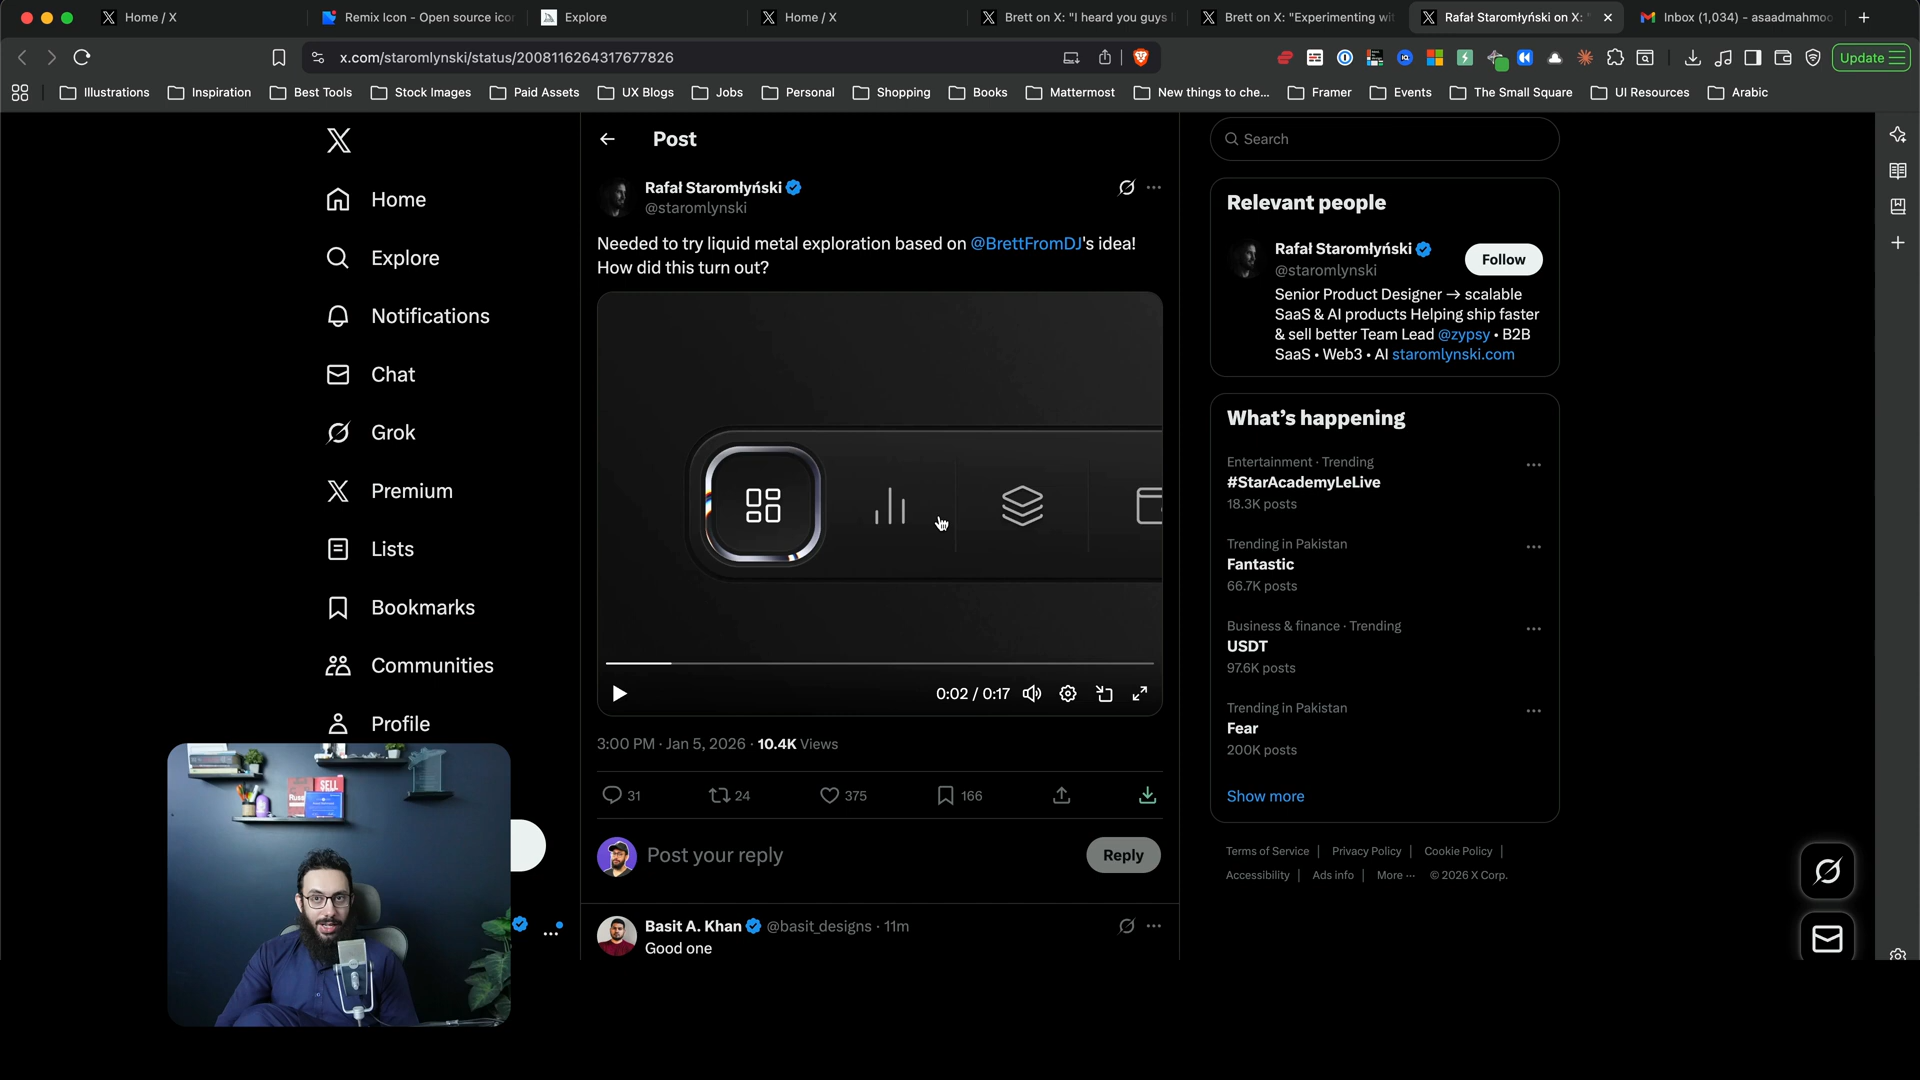 Home / X
Remix Icon - Open source icon
Explore
Home / X
Brett on X: "I heard you guys l
Brett on X: "Experimenting wit
Rafał Staromłyński on X: "
Inbox (1,034) - asaadmahmoo
x.com/staromlynski/status/2008116264317677826
Update
Illustrations
Inspiration
Best Tools
Stock Images
Paid Assets
UX Blogs
Jobs
Personal
Shopping
Books
Mattermost
New things to che...
Framer
Events
The Small Square
UI Resources
Arabic
Home
Explore
Notifications
Chat
Grok
Premium
Lists
Bookmarks
Communities
Profile
Post
Rafał Staromłyński
@staromlynski
Needed to try liquid metal exploration based on @BrettFromDJ's idea!
How did this turn out?
0:02 / 0:17
3:00 PM · Jan 5, 2026 · 10.4K Views
31
24
375
166
Post your reply
Reply
Basit A. Khan @basit_designs · 11m
Good one
Search
Relevant people
Rafał Staromłyński
@staromlynski
Follow
Senior Product Designer → scalable
SaaS & AI products Helping ship faster
& sell better Team Lead @zypsy • B2B
SaaS • Web3 • AI staromlynski.com
What's happening
Entertainment · Trending
#StarAcademyLeLive
18.3K posts
Trending in Pakistan
Fantastic
66.7K posts
Business & finance · Trending
USDT
97.6K posts
Trending in Pakistan
Fear
200K posts
Show more
Terms of Service |
Privacy Policy |
Cookie Policy |
Accessibility |
Ads info |
More ···
© 2026 X Corp.
SELL